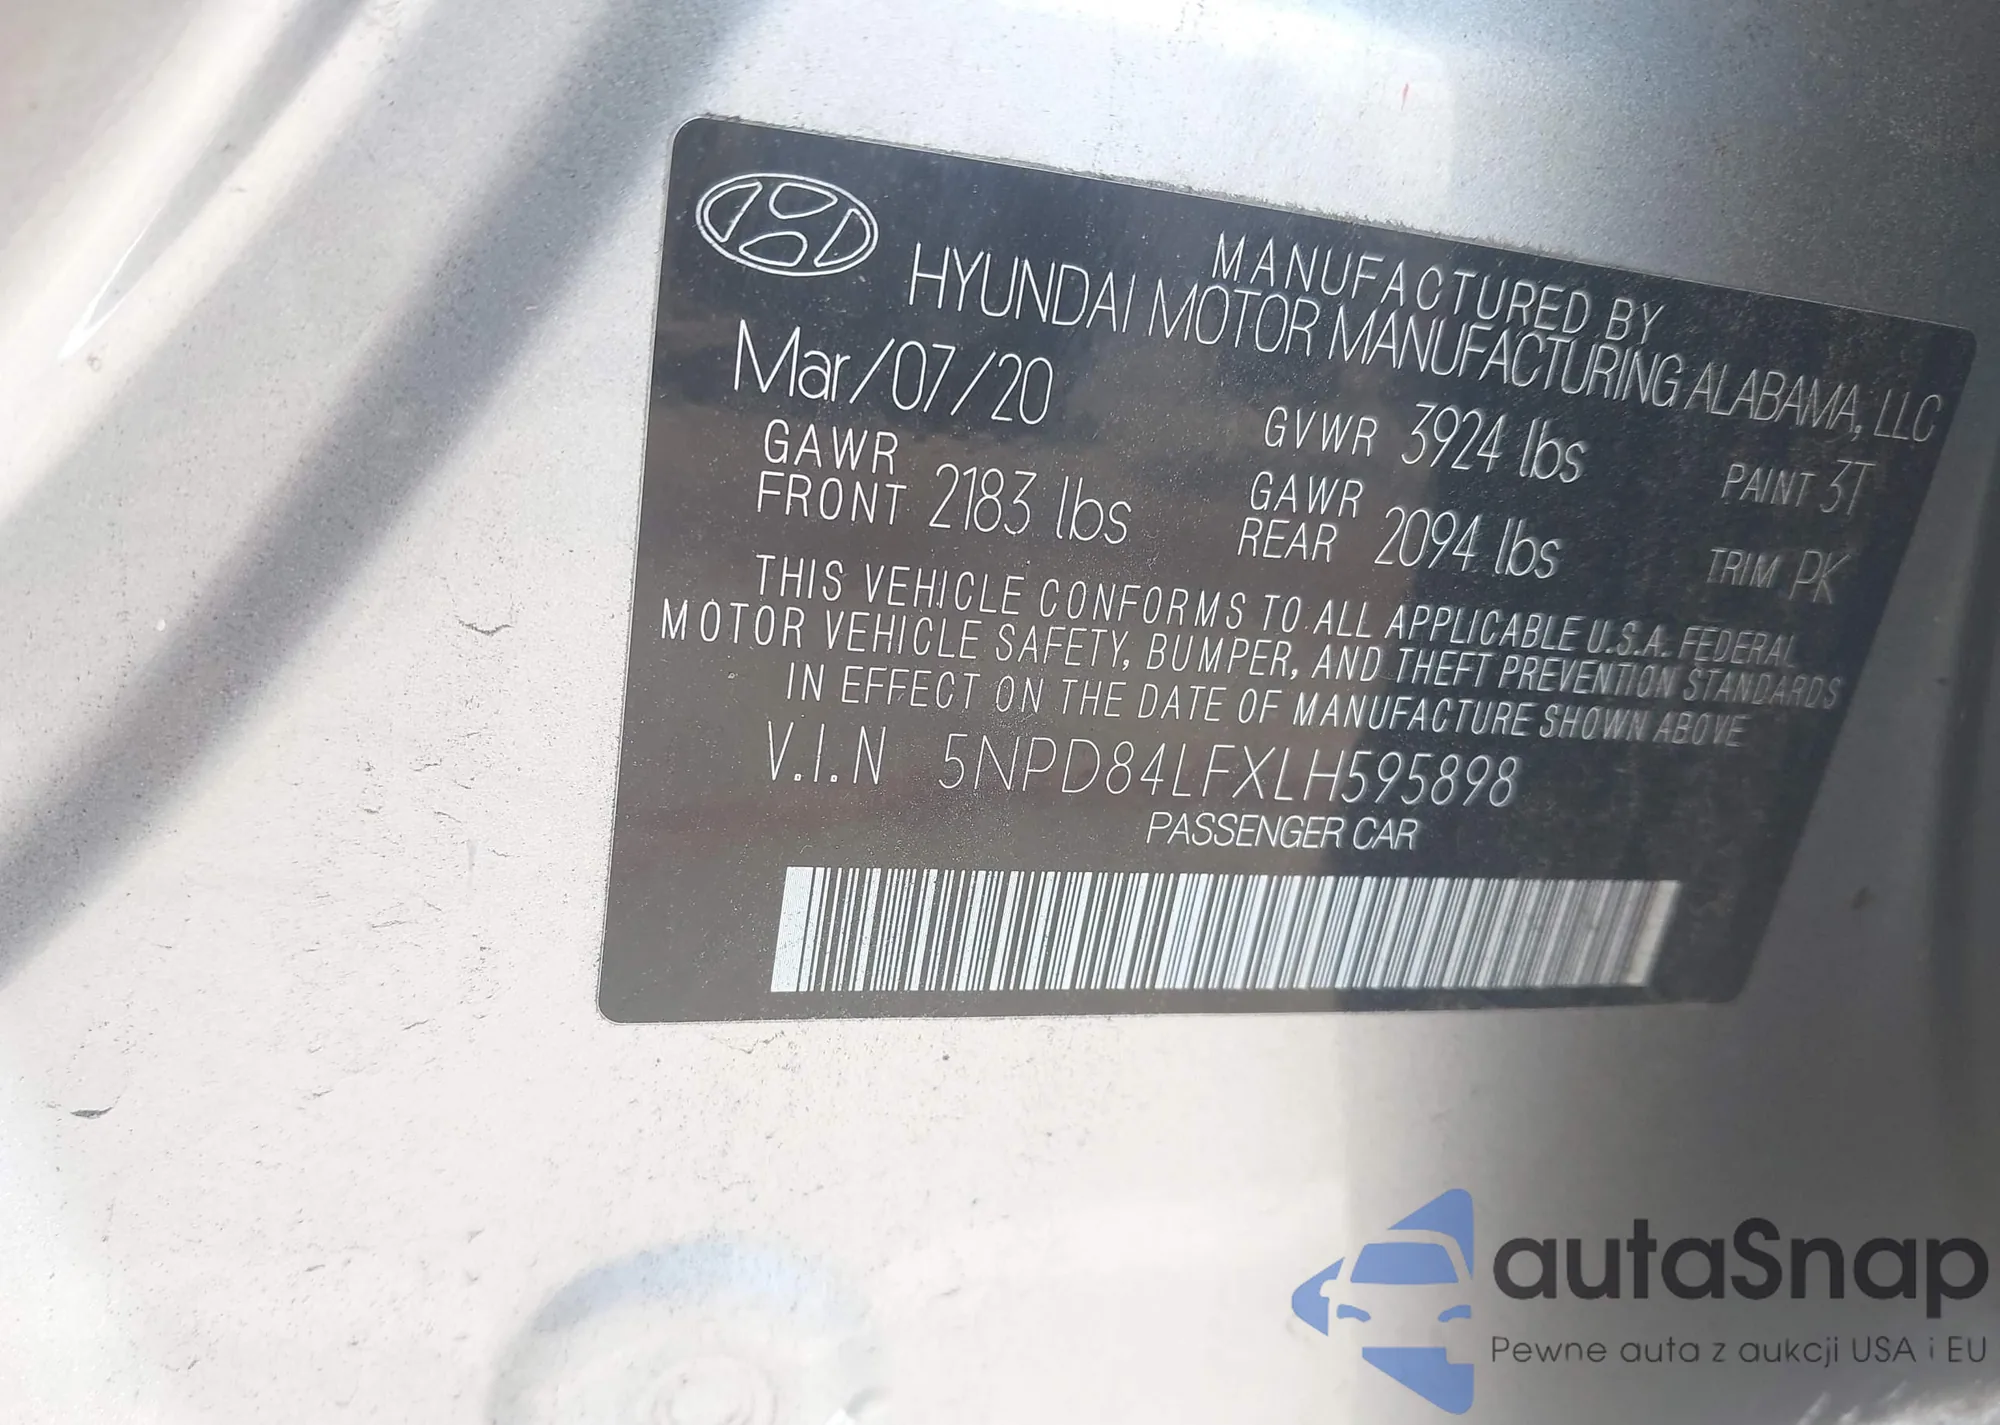 MANUFACTURED BY
HYUNDAI MOTOR MANUFACTURING ALABAMA, LLC
Mar/07/20
GVWR 3924 lbs
PAINT 3T
GAWR
FRONT 2183 lbs
GAWR
REAR 2094 lbs
TRIM PK
THIS VEHICLE CONFORMS TO ALL APPLICABLE U.S.A. FEDERAL
MOTOR VEHICLE SAFETY, BUMPER, AND THEFT PREVENTION STANDARDS
IN EFFECT ON THE DATE OF MANUFACTURE SHOWN ABOVE
V.I.N 5NPD84LFXLH595898
PASSENGER CAR
autaSnap
Pewne auta z aukcji USA i EU